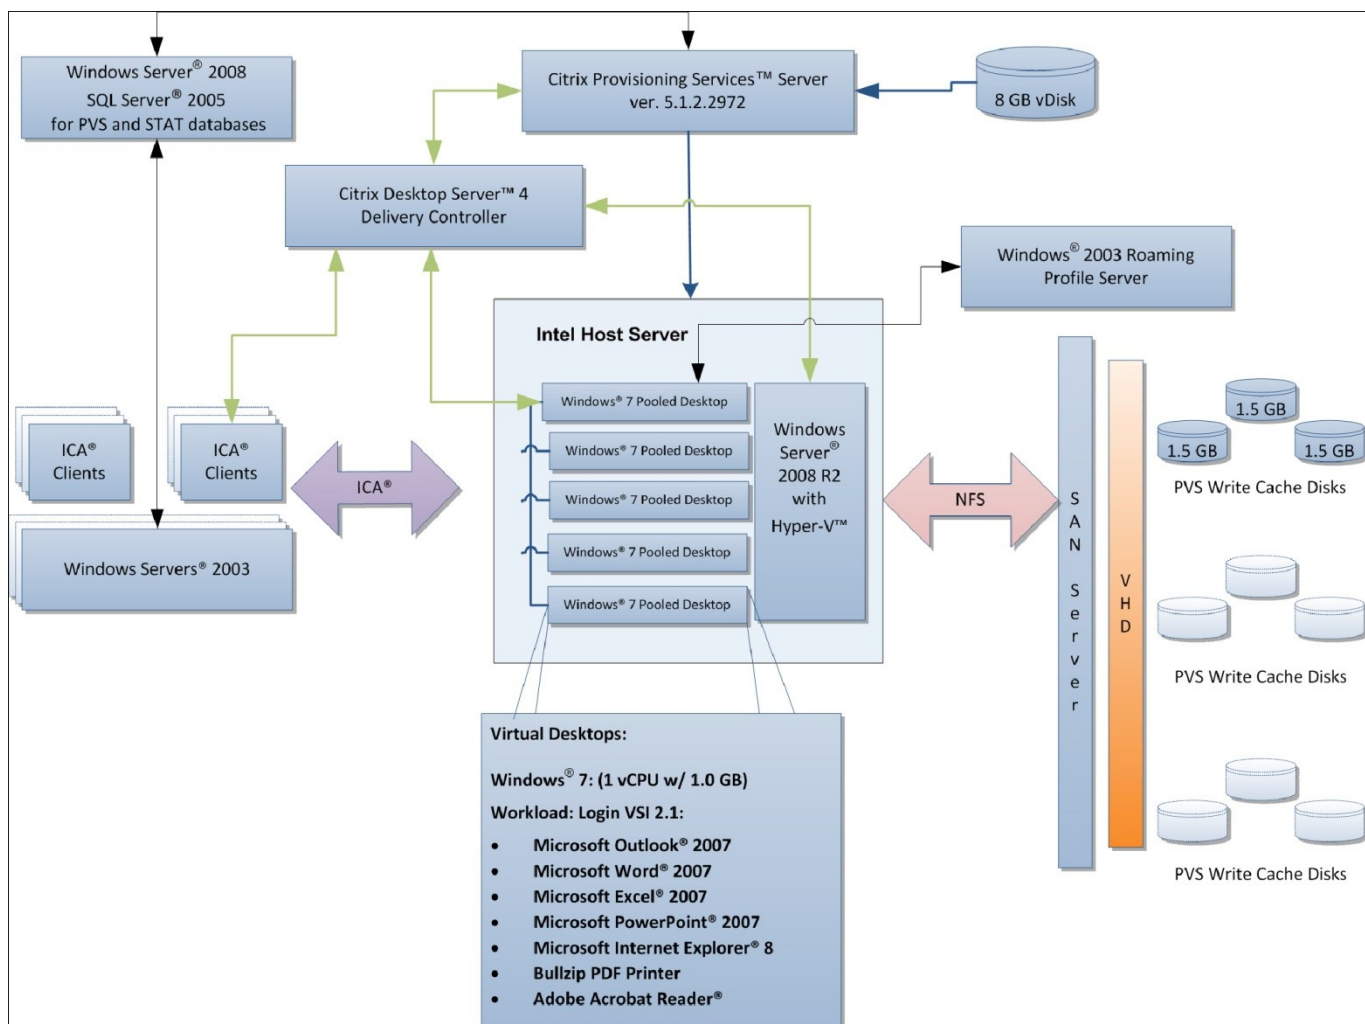 Windows Server® 2008
SQL Server® 2005
for PVS and STAT databases
Citrix Provisioning Services™ Server
ver. 5.1.2.2972
8 GB vDisk
Citrix Desktop Server™ 4
Delivery Controller
Windows® 2003 Roaming
Profile Server
Intel Host Server
Windows® 7 Pooled Desktop
Windows® 7 Pooled Desktop
Windows® 7 Pooled Desktop
Windows® 7 Pooled Desktop
Windows® 7 Pooled Desktop
Windows
Server®
2008 R2
with
Hyper-V™
ICA®
Clients
ICA®
Clients
ICA®
Windows Servers® 2003
NFS
SAN Server
VHD
1.5 GB
1.5 GB
1.5 GB
PVS Write Cache Disks
PVS Write Cache Disks
PVS Write Cache Disks
Virtual Desktops:
Windows® 7: (1 vCPU w/ 1.0 GB)
Workload: Login VSI 2.1:
• Microsoft Outlook® 2007
• Microsoft Word® 2007
• Microsoft Excel® 2007
• Microsoft PowerPoint® 2007
• Microsoft Internet Explorer® 8
• Bullzip PDF Printer
• Adobe Acrobat Reader®